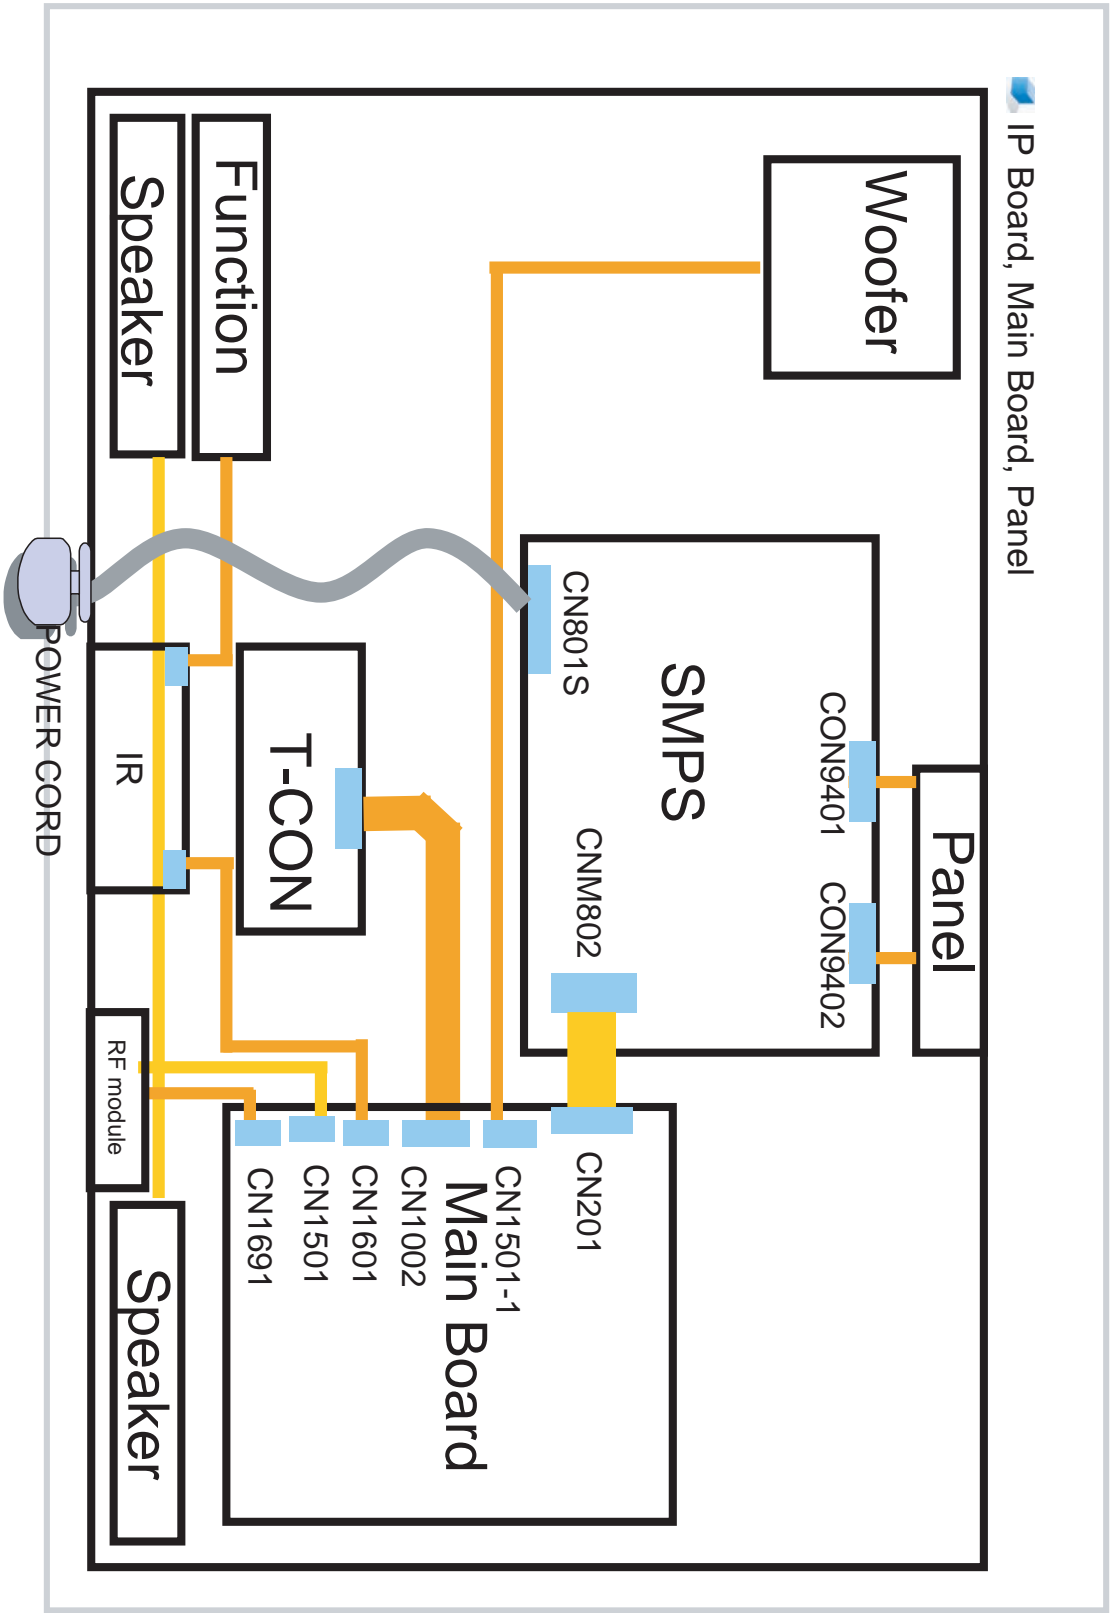 IP Board, Main Board, Panel
Woofer
Panel
CON9401
CON9402
SMPS
CN801S
CNM802
CN201
CN1501-1
Main Board
CN1002
CN1601
CN1501
CN1691
T-CON
Function
Speaker
IR
RF module
Speaker
POWER CORD